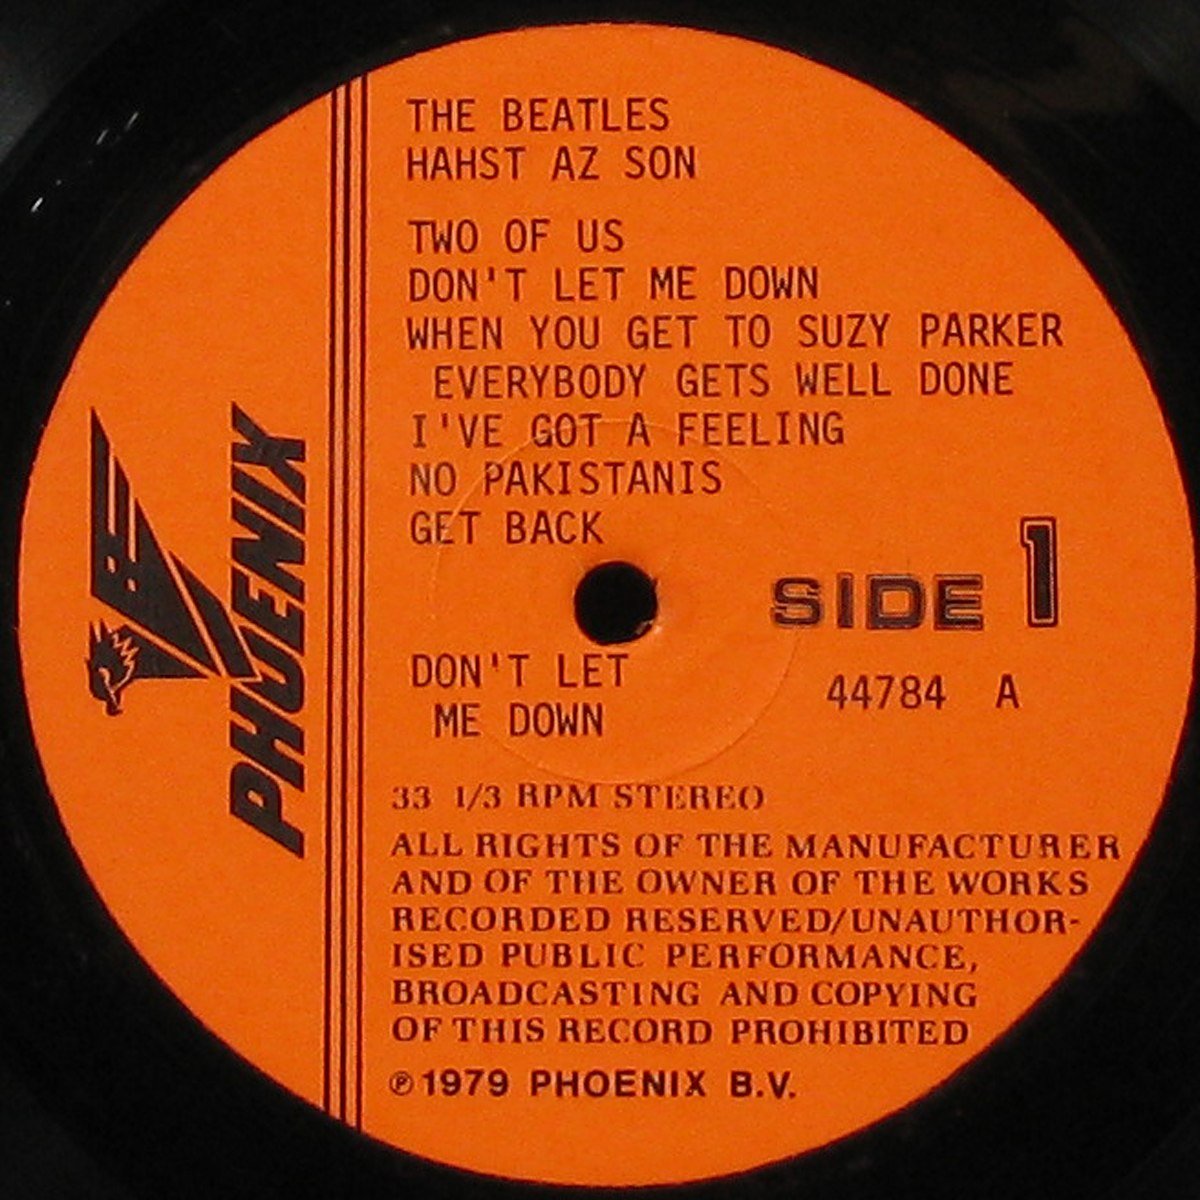 THE BEATLES
HAHST AZ SON
TWO OF US
DON'T LET ME DOWN
WHEN YOU GET TO SUZY PARKER
EVERYBODY GETS WELL DONE
I'VE GOT A FEELING
NO PAKISTANIS
GET BACK
SIDE 1
DON'T LET
ME DOWN
44784 A
33 1/3 RPM STEREO
ALL RIGHTS OF THE MANUFACTURER
AND OF THE OWNER OF THE WORKS
RECORDED RESERVED/UNAUTHOR-
ISED PUBLIC PERFORMANCE,
BROADCASTING AND COPYING
OF THIS RECORD PROHIBITED
℗ 1979 PHOENIX B.V.
PHOENIX